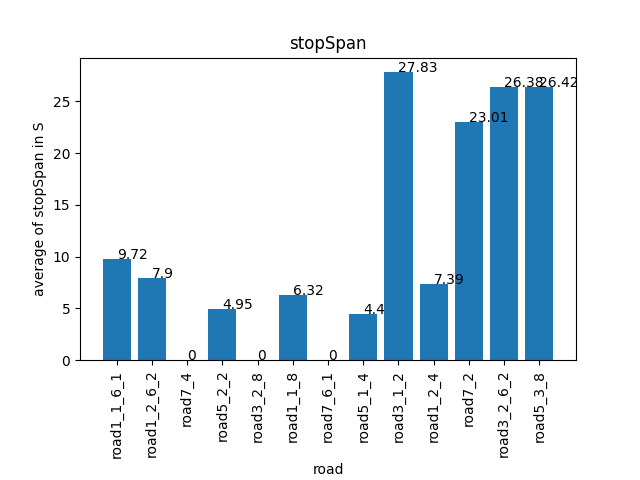 stopSpan
average of stopSpan in S
25
20
15
10
5
0
9.72
7.9
0
4.95
0
6.32
0
4.4
27.83
7.39
23.01
26.38
26.42
road1_1_6_1
road1_2_6_2
road7_4
road5_2_2
road3_2_8
road1_1_8
road7_6_1
road5_1_4
road3_1_2
road1_2_4
road7_2
road3_2_6_2
road5_3_8
road